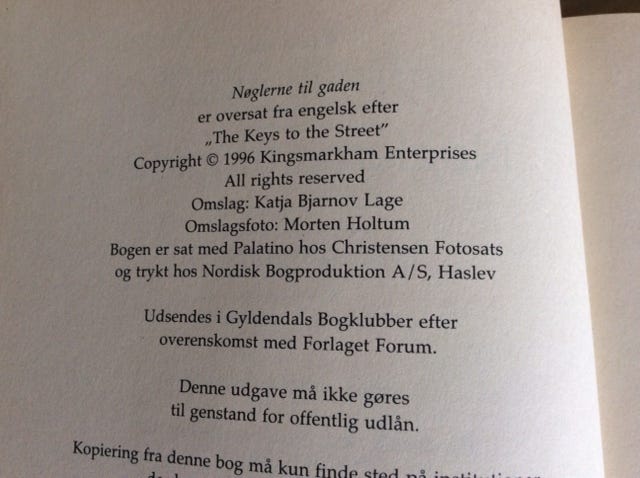 Nøglerne til gaden
er oversat fra engelsk efter
„The Keys to the Street”
Copyright © 1996 Kingsmarkham Enterprises
All rights reserved
Omslag: Katja Bjarnov Lage
Omslagsfoto: Morten Holtum
Bogen er sat med Palatino hos Christensen Fotosats
og trykt hos Nordisk Bogproduktion A/S, Haslev
Udsendes i Gyldendals Bogklubber efter
overenskomst med Forlaget Forum.
Denne udgave må ikke gøres
til genstand for offentlig udlån.
Kopiering fra denne bog må kun finde sted på institutioner